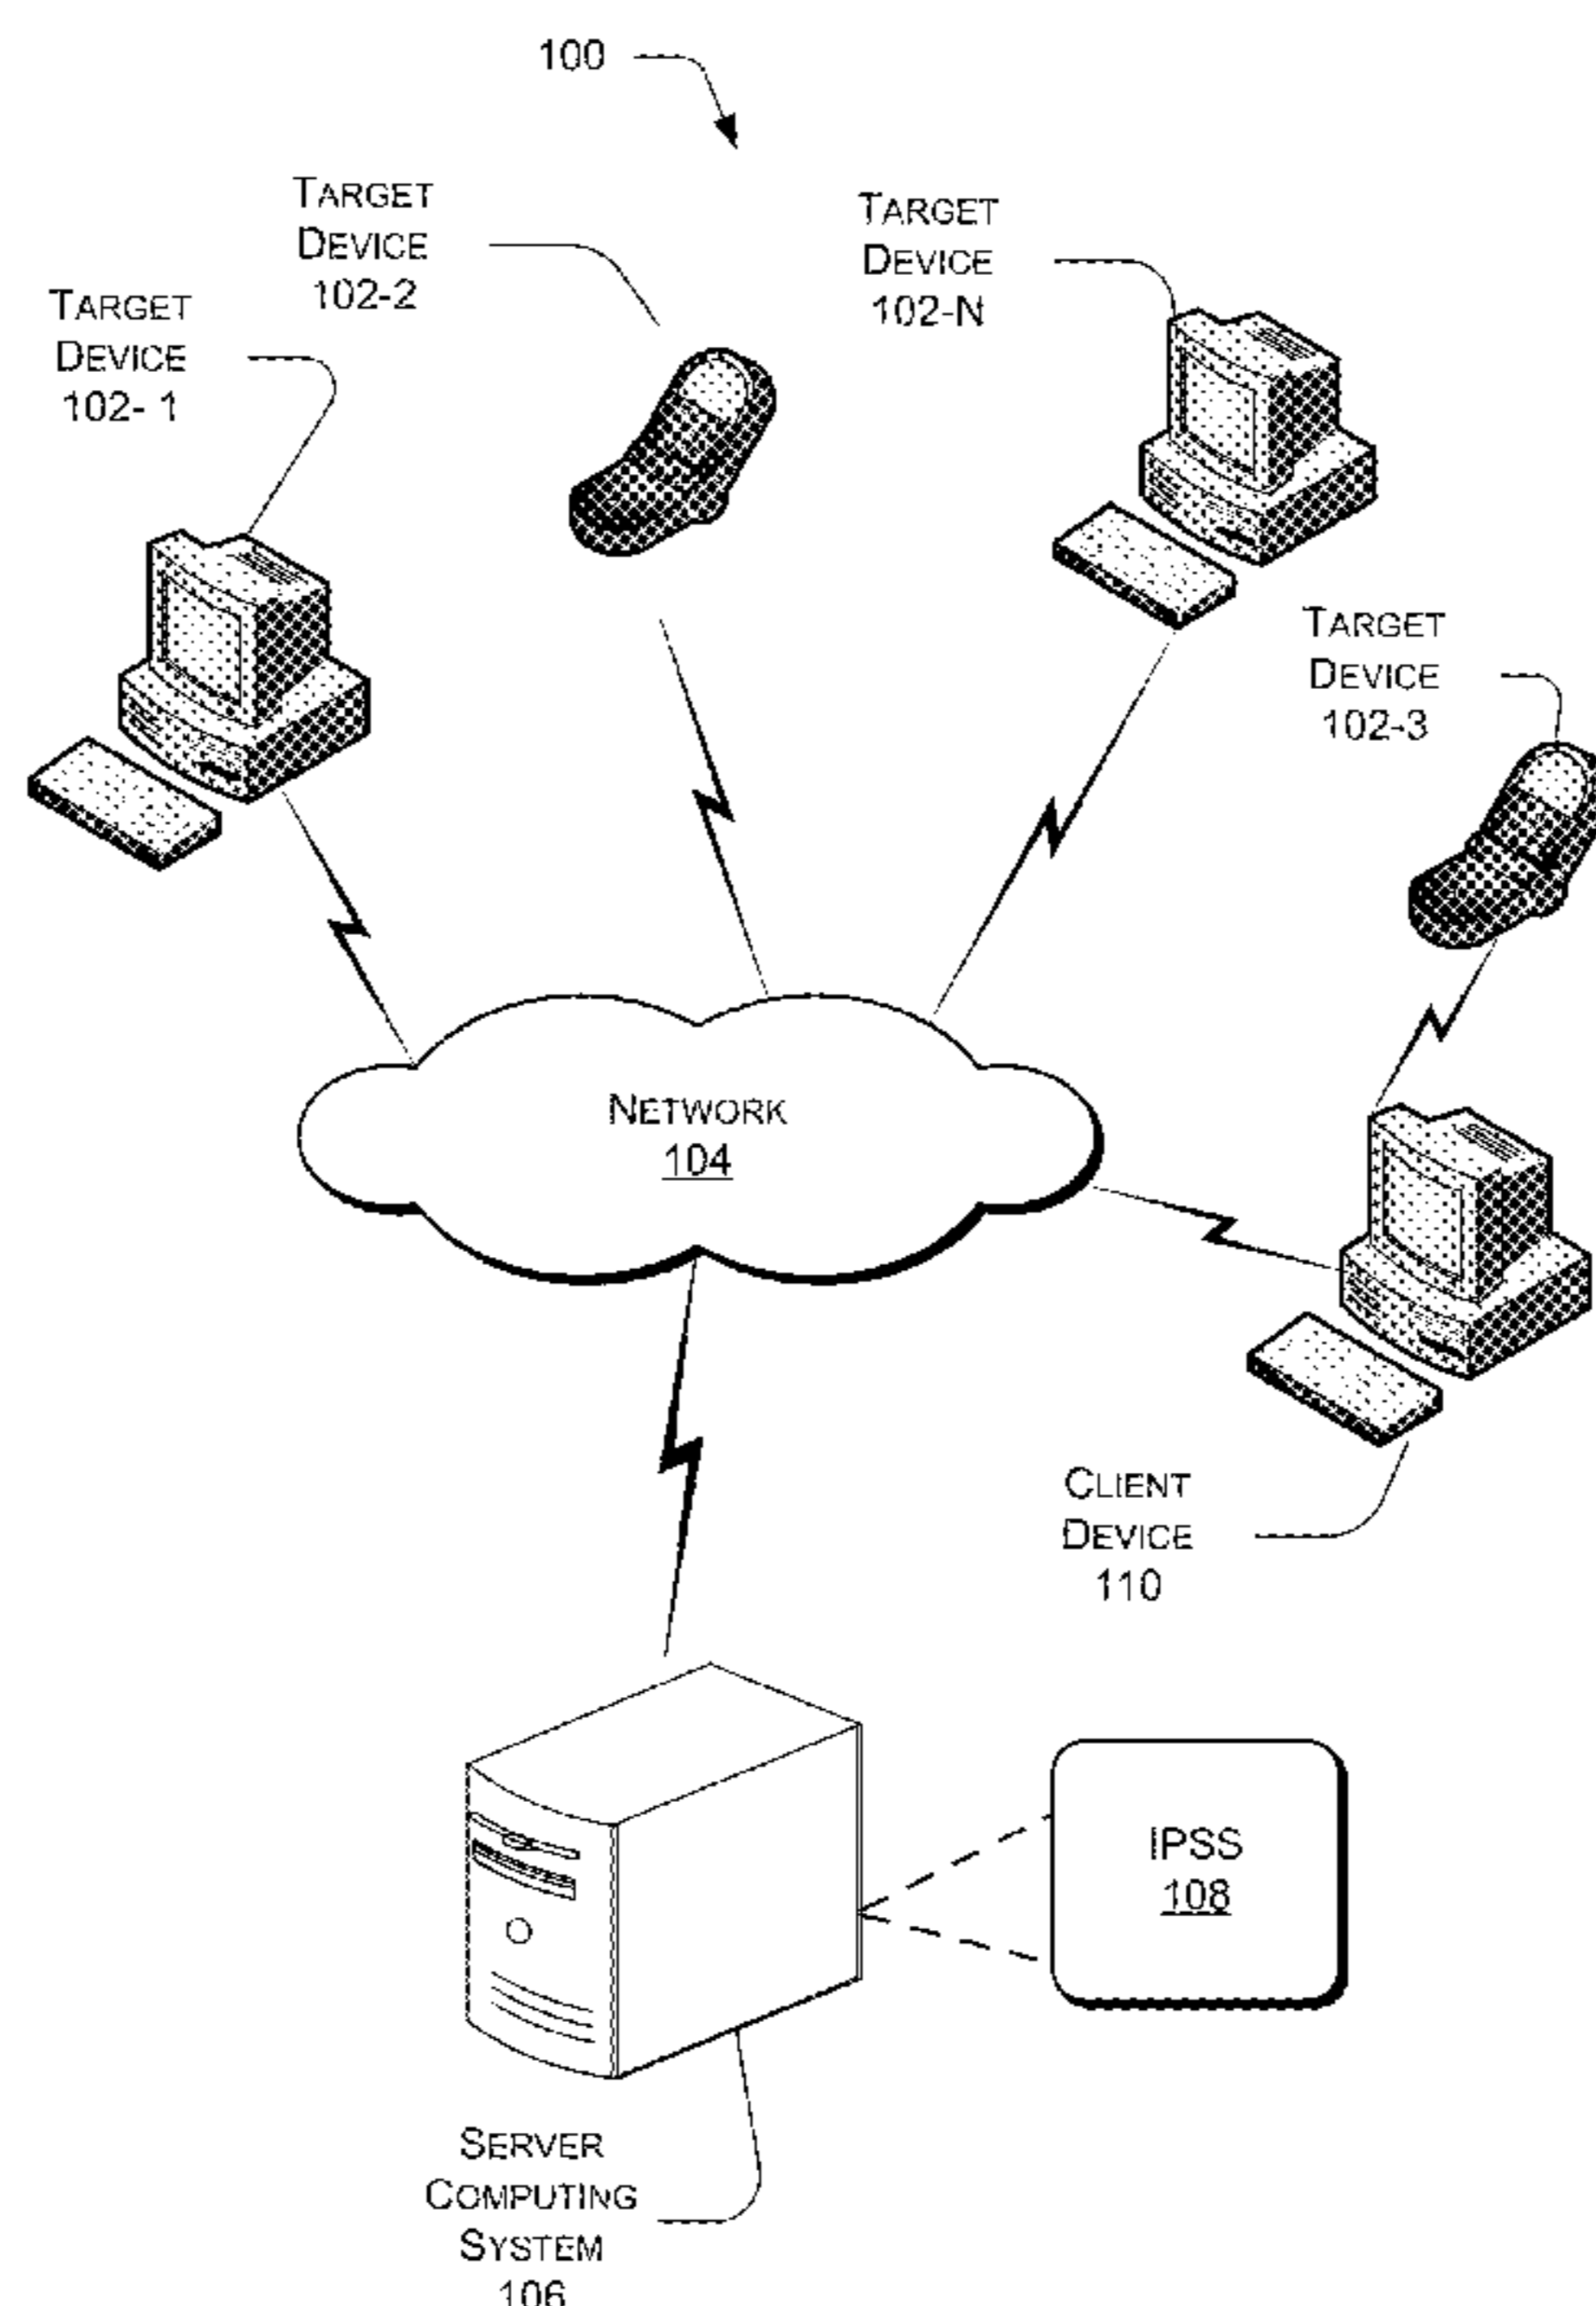 100
TARGET
DEVICE
102-2
TARGET
DEVICE
102-N
TARGET
DEVICE
102- 1
TARGET
DEVICE
102-3
NETWORK
104
CLIENT
DEVICE
110
IPSS
108
SERVER
COMPUTING
SYSTEM
106